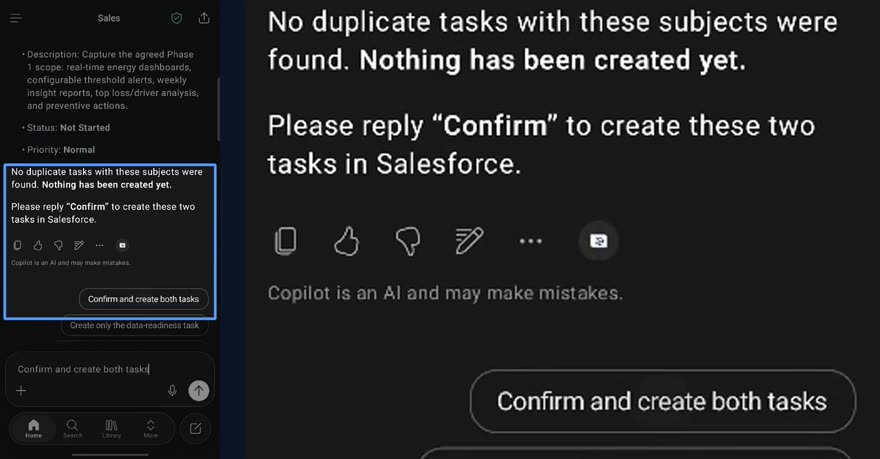 Sales
• Description: Capture the agreed Phase
1 scope: real-time energy dashboards,
configurable threshold alerts, weekly
insight reports, top loss/driver analysis,
and preventive actions.
• Status: Not Started
• Priority: Normal
No duplicate tasks with these subjects were
found. Nothing has been created yet.
Please reply “Confirm” to create these two
tasks in Salesforce.
Copilot is an AI and may make mistakes.
Confirm and create both tasks
Create only the data-readiness task
Confirm and create both tasks
Home
Search
Library
More
No duplicate tasks with these subjects were
found. Nothing has been created yet.
Please reply “Confirm” to create these two
tasks in Salesforce.
Copilot is an AI and may make mistakes.
Confirm and create both tasks